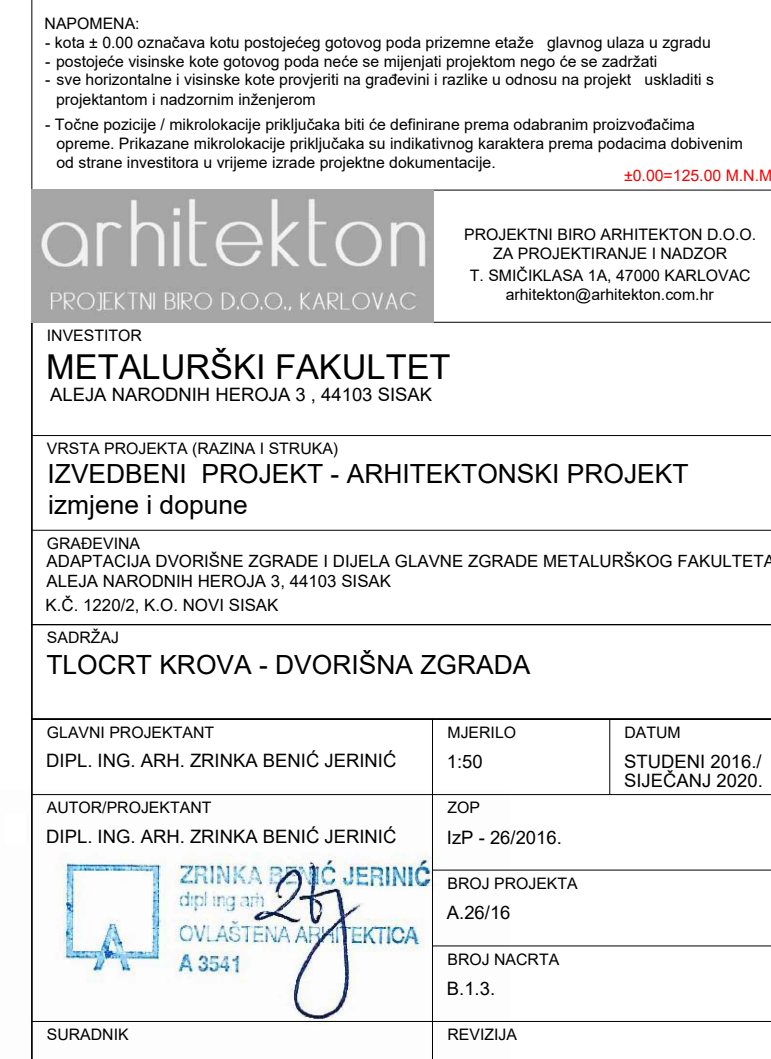 NAPOMENA:
- kota ± 0.00 označava kotu postojećeg gotovog poda prizemne etaže glavnog ulaza u zgradu
- postojeće visinske kote gotovog poda neće se mijenjati projektom nego će se zadržati
- sve horizontalne i visinske kote provjeriti na građevini i razlike u odnosu na projekt uskladiti s
projektantom i nadzornim inženjerom
- Točne pozicije / mikrolokacije priključaka biti će definirane prema odabranim proizvođačima
opreme. Prikazane mikrolokacije priključaka su indikativnog karaktera prema podacima dobivenim
od strane investitora u vrijeme izrade projektne dokumentacije.
±0.00=125.00 M.N.M
arhitekton
PROJEKTNI BIRO D.O.O., KARLOVAC
PROJEKTNI BIRO ARHITEKTON D.O.O.
ZA PROJEKTIRANJE I NADZOR
T. SMIČIKLASA 1A, 47000 KARLOVAC
arhitekton@arhitekton.com.hr
INVESTITOR
METALURŠKI FAKULTET
ALEJA NARODNIH HEROJA 3 , 44103 SISAK
VRSTA PROJEKTA (RAZINA I STRUKA)
IZVEDBENI PROJEKT - ARHITEKTONSKI PROJEKT
izmjene i dopune
GRAĐEVINA
ADAPTACIJA DVORIŠNE ZGRADE I DIJELA GLAVNE ZGRADE METALURŠKOG FAKULTETA
ALEJA NARODNIH HEROJA 3, 44103 SISAK
K.Č. 1220/2, K.O. NOVI SISAK
SADRŽAJ
TLOCRT KROVA - DVORIŠNA ZGRADA
GLAVNI PROJEKTANT
DIPL. ING. ARH. ZRINKA BENIĆ JERINIĆ
MJERILO
1:50
DATUM
STUDENI 2016./
SIJEČANJ 2020.
AUTOR/PROJEKTANT
DIPL. ING. ARH. ZRINKA BENIĆ JERINIĆ
ZOP
IzP - 26/2016.
ZRINKA BENIĆ JERINIĆ
dipl ing arh
OVLAŠTENA ARHITEKTICA
A 3541
BROJ PROJEKTA
A.26/16
BROJ NACRTA
B.1.3.
SURADNIK
REVIZIJA